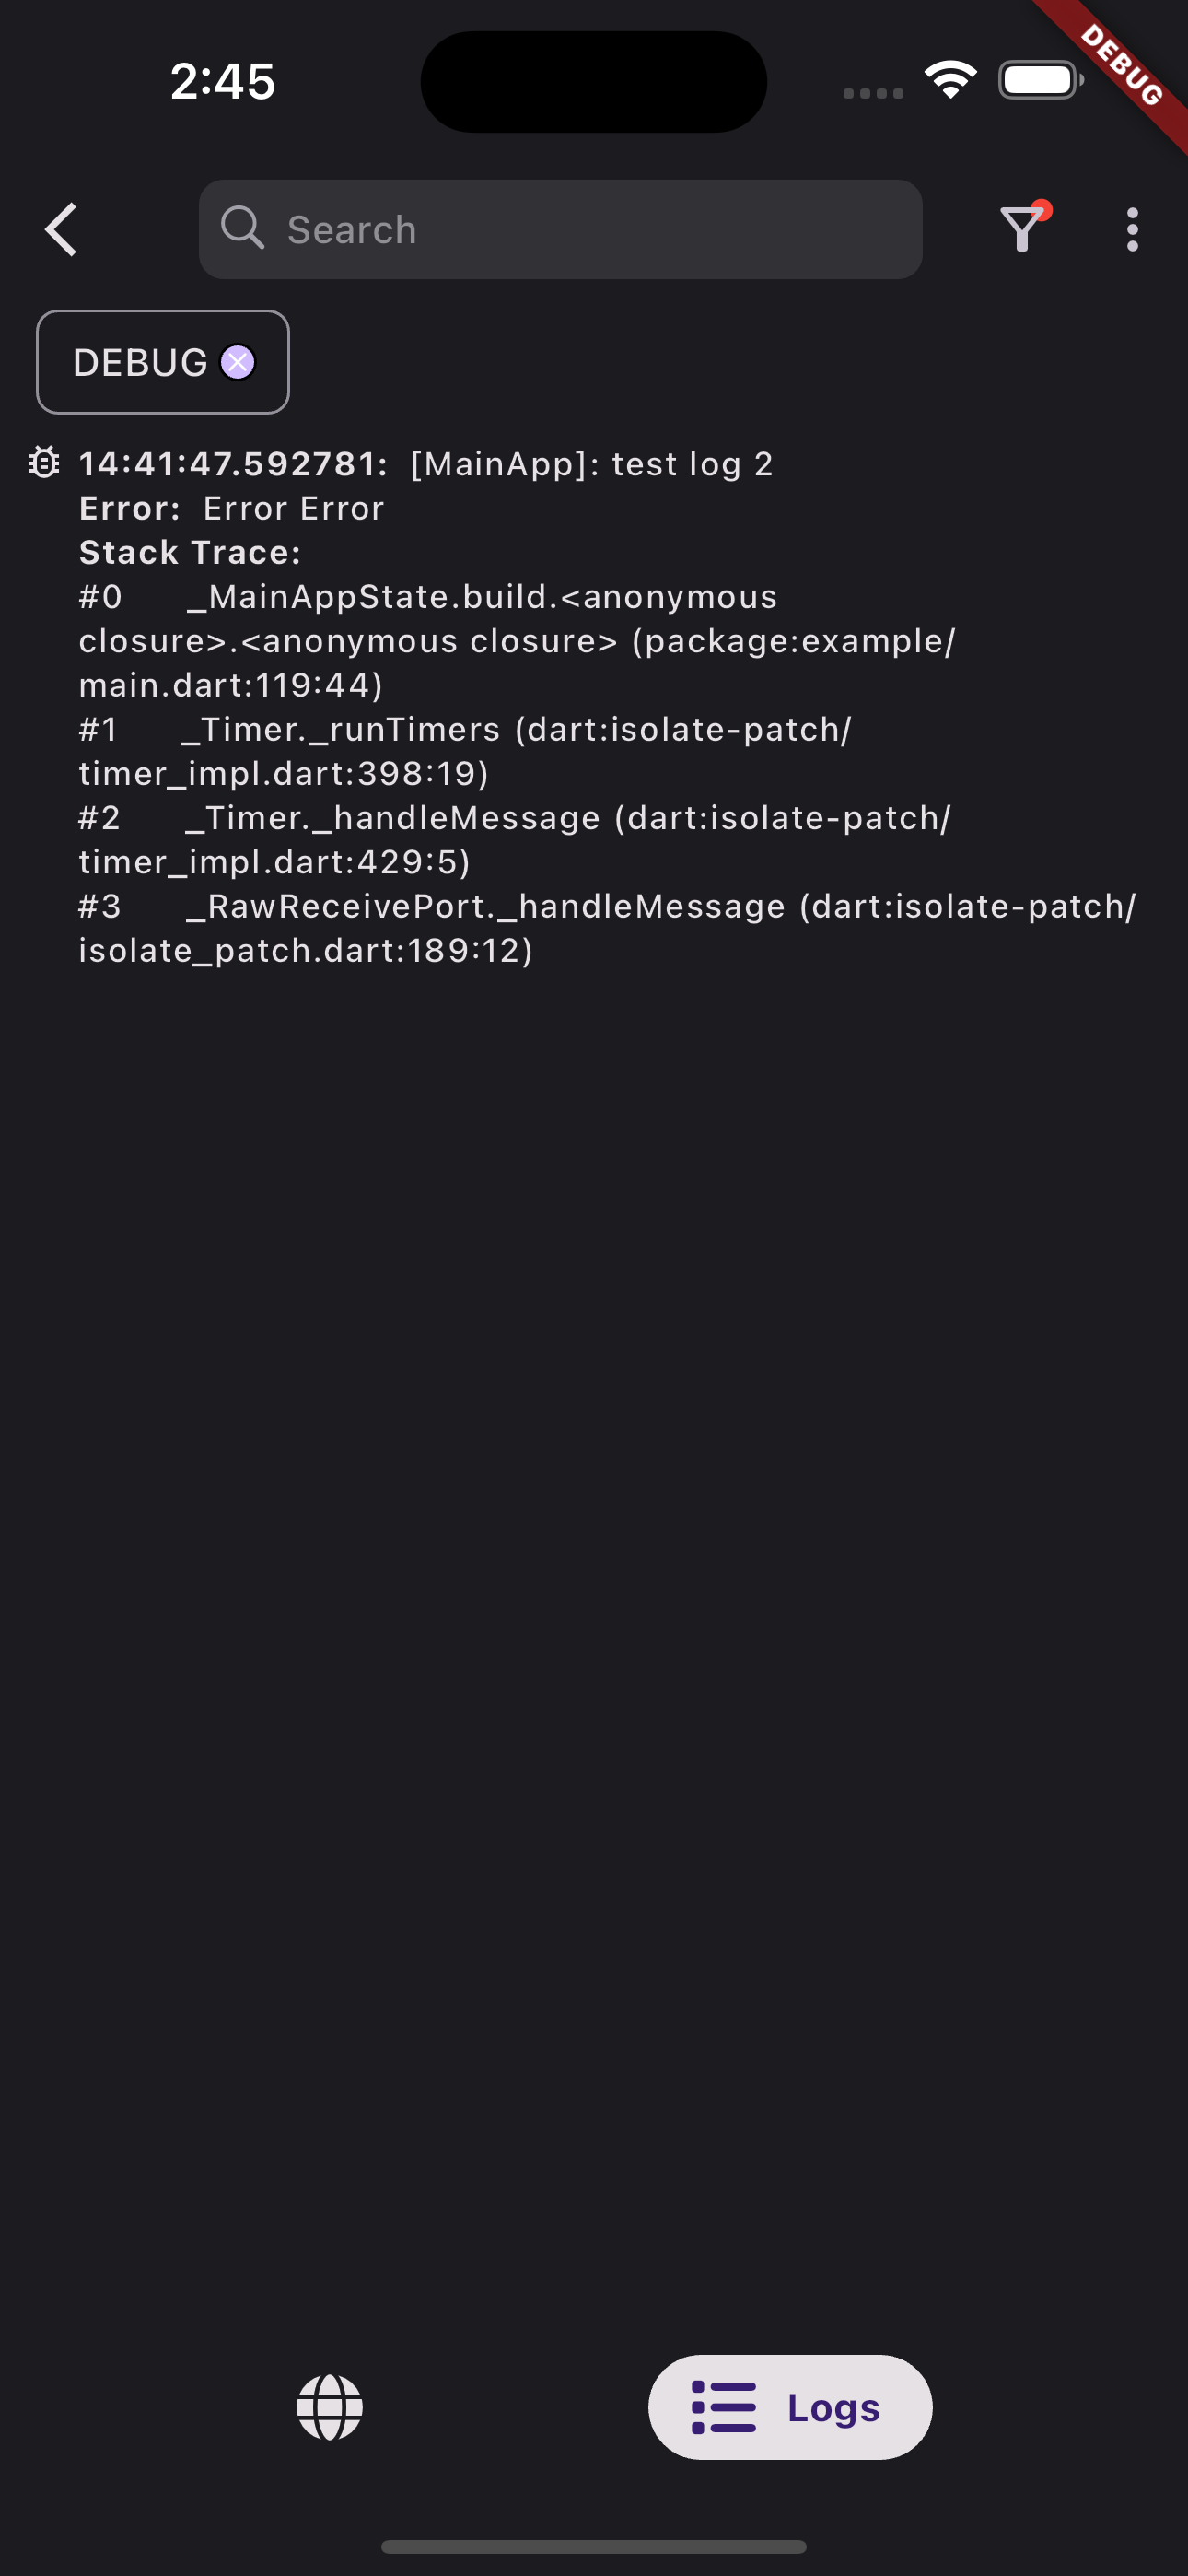 2:45
DEBUG
Search
DEBUG
14:41:47.592781: [MainApp]: test log 2
Error: Error Error
Stack Trace:
#0 _MainAppState.build.<anonymous
closure>.<anonymous closure> (package:example/
main.dart:119:44)
#1 _Timer._runTimers (dart:isolate-patch/
timer_impl.dart:398:19)
#2 _Timer._handleMessage (dart:isolate-patch/
timer_impl.dart:429:5)
#3 _RawReceivePort._handleMessage (dart:isolate-patch/
isolate_patch.dart:189:12)
Logs